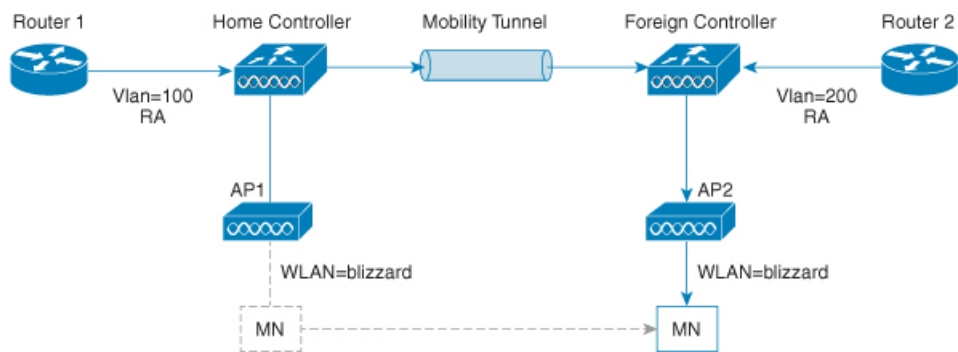 Router 1
Home Controller
Mobility Tunnel
Foreign Controller
Router 2
Vlan=100
RA
Vlan=200
RA
AP1
AP2
WLAN=blizzard
WLAN=blizzard
MN
MN